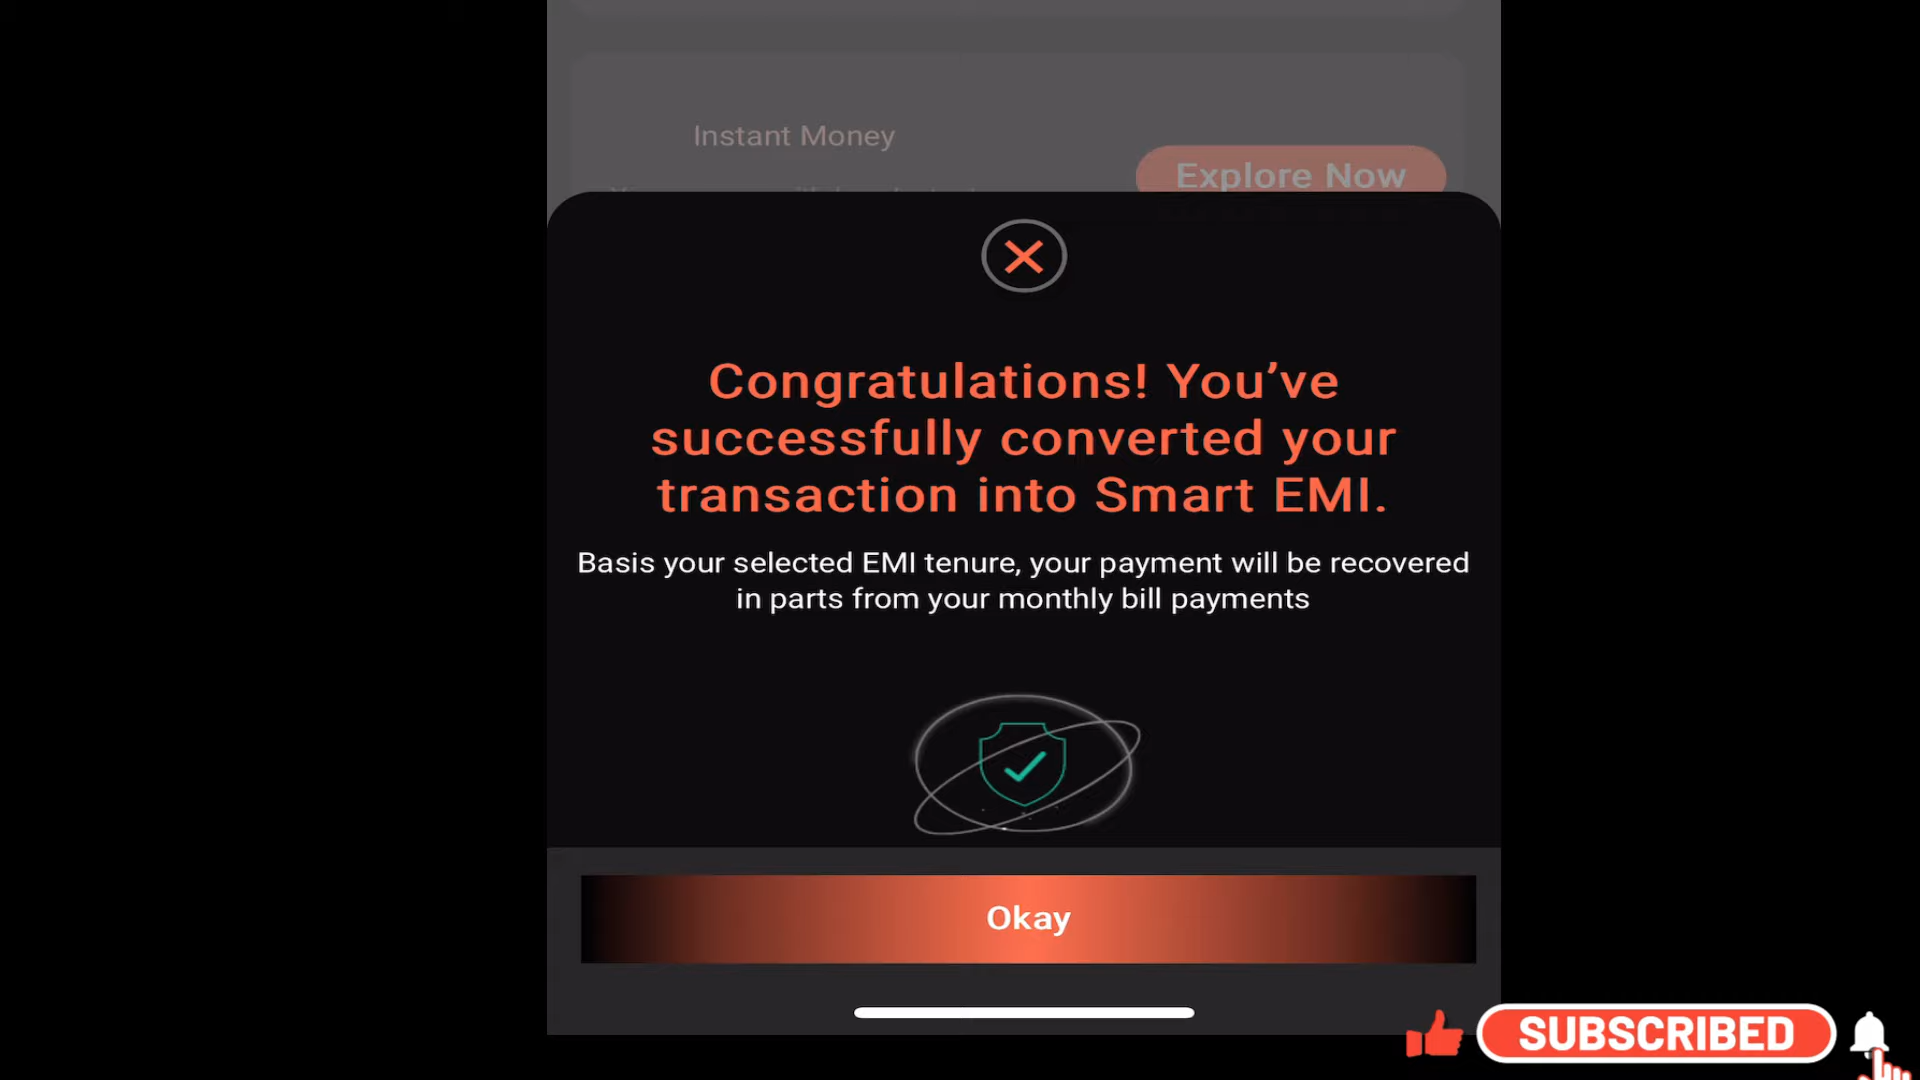 Instant Money
Explore Now
Congratulations! You’ve
successfully converted your
transaction into Smart EMI.
Basis your selected EMI tenure, your payment will be recovered
in parts from your monthly bill payments
Okay
SUBSCRIBED